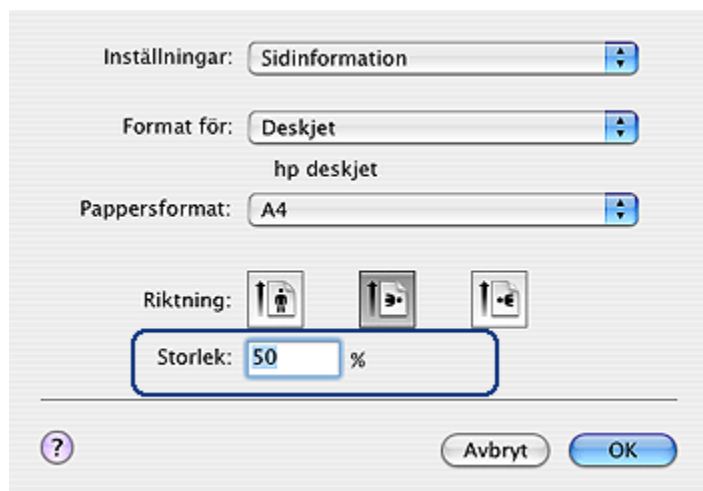 Inställningar: Sidinformation
Format för: Deskjet
hp deskjet
Pappersformat: A4
Riktning:
Storlek: 50 %
? Avbryt OK